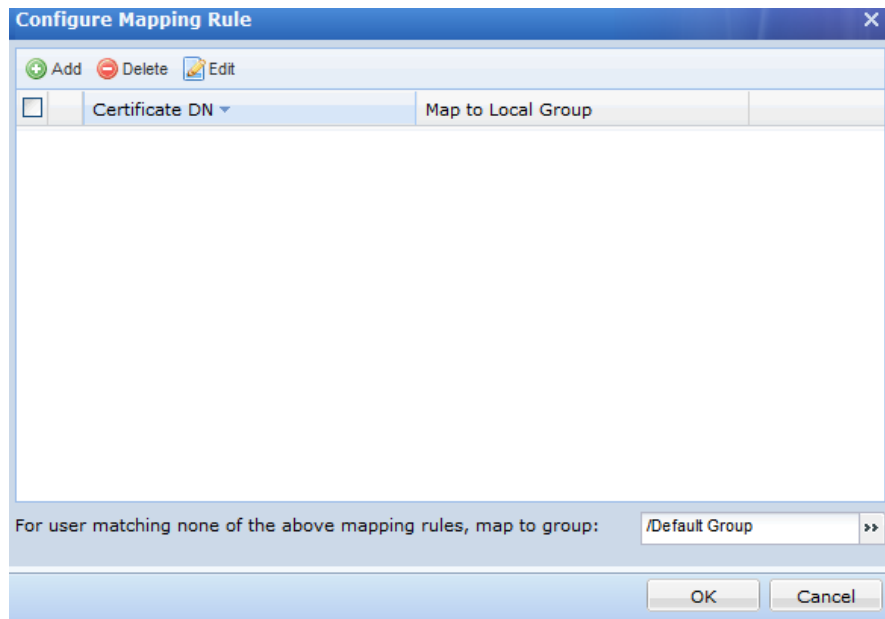 Configure Mapping Rule
Add Delete Edit
Certificate DN Map to Local Group
For user matching none of the above mapping rules, map to group: /Default Group
OK Cancel